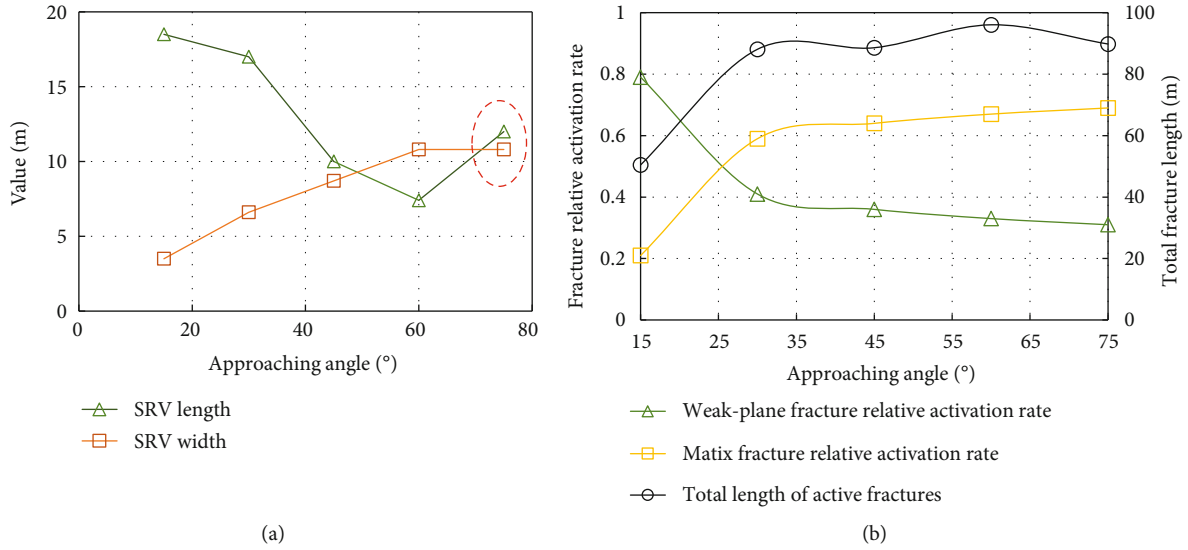 20
15
10
5
0
Value (m)
0
20
40
60
80
Approaching angle (°)
SRV length
SRV width
(a)
1
0.8
0.6
0.4
0.2
0
Fracture relative activation rate
100
80
60
40
20
0
Total fracture length (m)
15
25
35
45
55
65
75
Approaching angle (°)
Weak-plane fracture relative activation rate
Matix fracture relative activation rate
Total length of active fractures
(b)